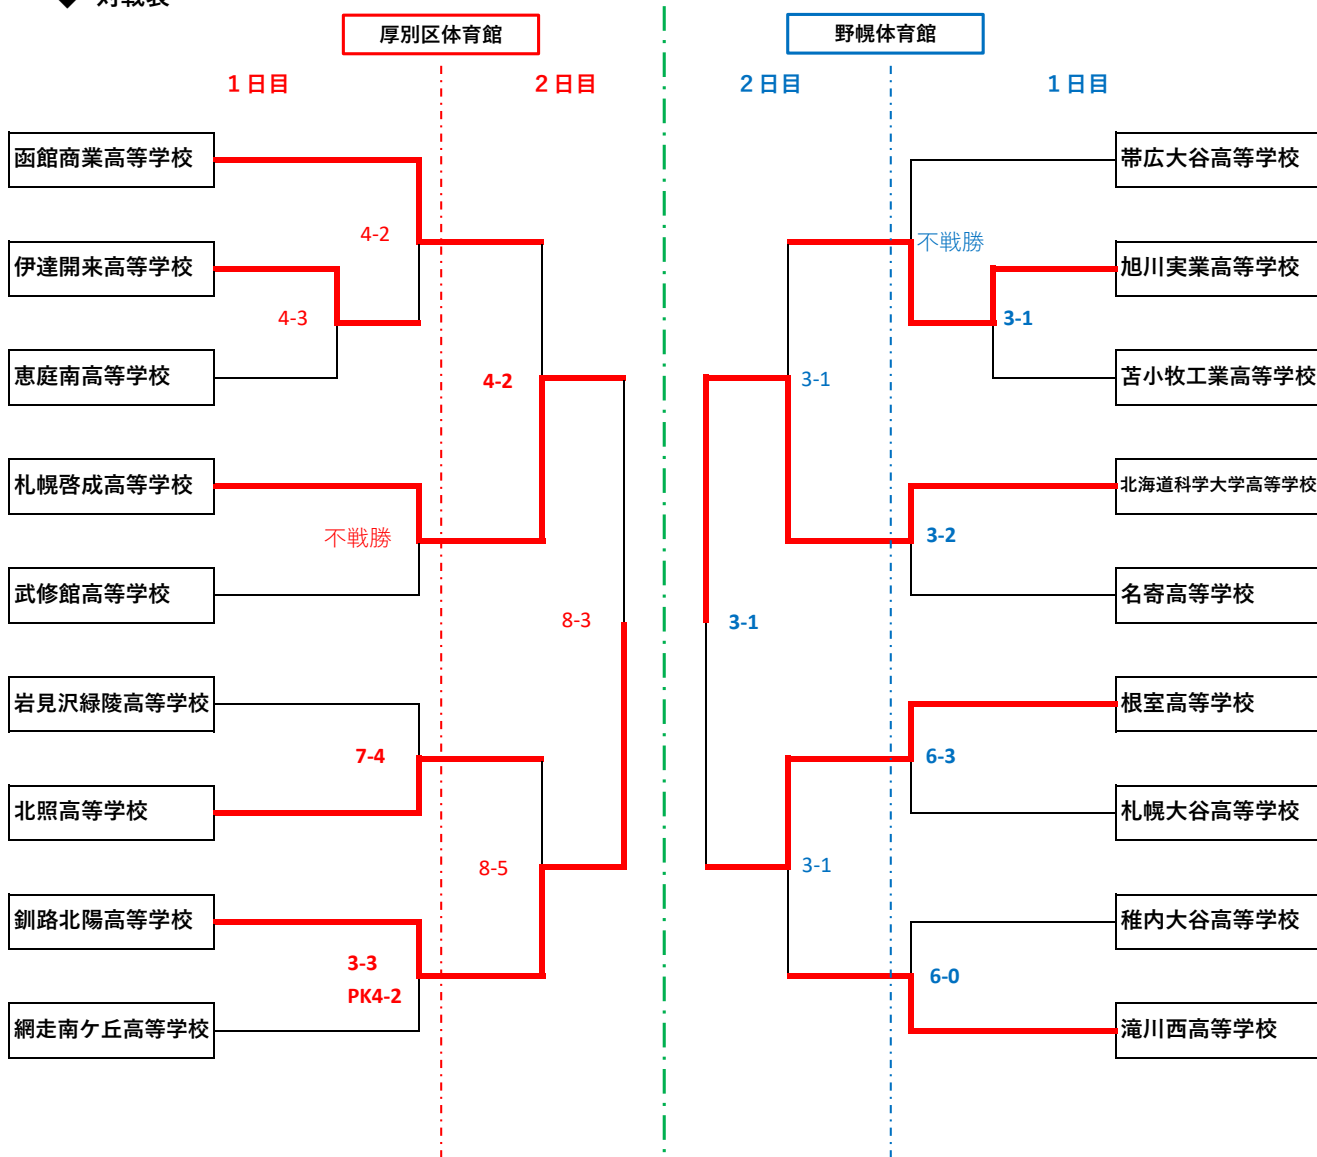 ◆ 対戦表
厚別区体育館
野幌体育館
1日目
2日目
2日目
1日目
函館商業高等学校
伊達開来高等学校
恵庭南高等学校
札幌啓成高等学校
武修館高等学校
岩見沢緑陵高等学校
北照高等学校
釧路北陽高等学校
網走南ケ丘高等学校
4-2
4-3
不戦勝
7-4
3-3
PK4-2
4-2
8-5
8-3
3-1
3-1
3-1
不戦勝
3-1
3-2
6-3
6-0
帯広大谷高等学校
旭川実業高等学校
苫小牧工業高等学校
北海道科学大学高等学校
名寄高等学校
根室高等学校
札幌大谷高等学校
稚内大谷高等学校
滝川西高等学校